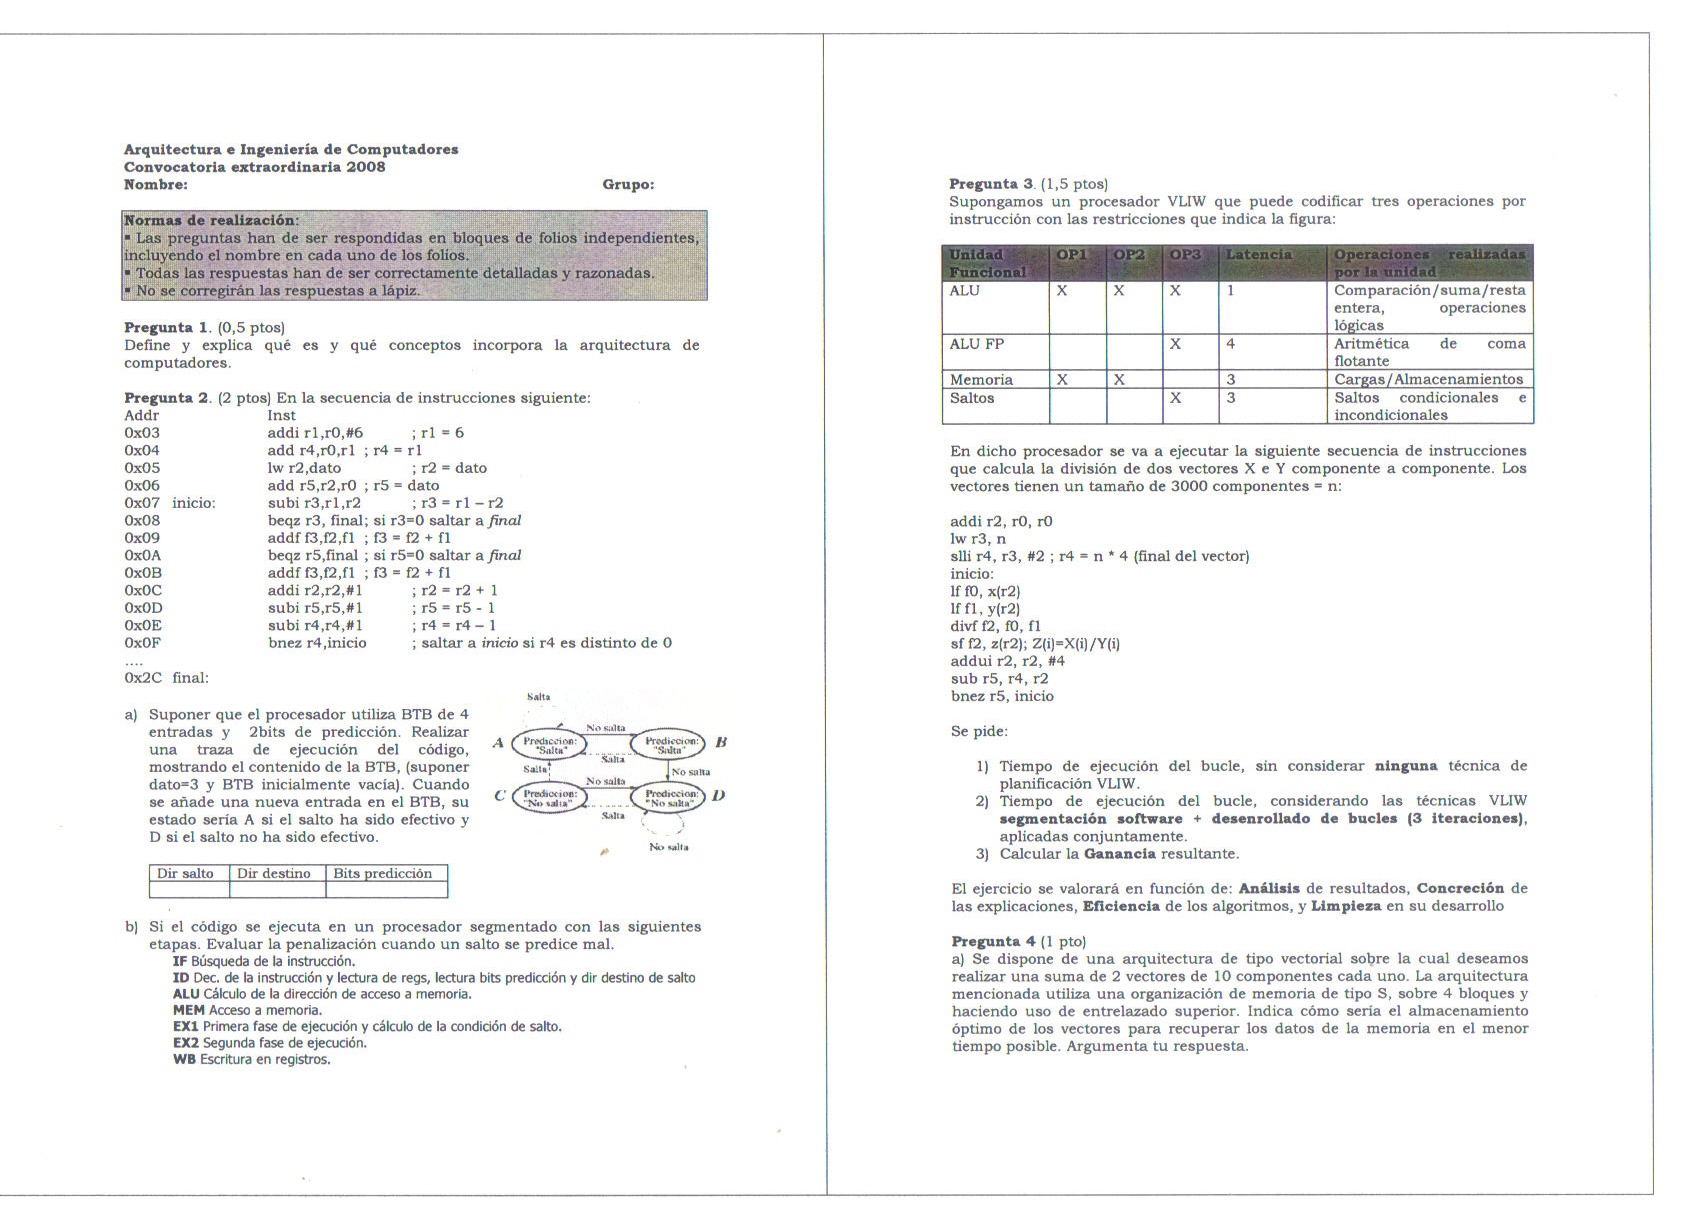 Arquitectura e Ingeniería de Computadores
Convocatoria extraordinaria 2008
Nombre: Grupo:
Normas de realización:
▪ Las preguntas han de ser respondidas en bloques de folios independientes,
incluyendo el nombre en cada uno de los folios.
▪ Todas las respuestas han de ser correctamente detalladas y razonadas.
▪ No se corregirán las respuestas a lápiz.
Pregunta 1. (0,5 ptos)
Define y explica qué es y qué conceptos incorpora la arquitectura de
computadores.
Pregunta 2. (2 ptos) En la secuencia de instrucciones siguiente:
Addr Inst
0x03 addi r1,r0,#6 ; r1 = 6
0x04 add r4,r0,r1 ; r4 = r1
0x05 lw r2,dato ; r2 = dato
0x06 add r5,r2,r0 ; r5 = dato
0x07 inicio: subi r3,r1,r2 ; r3 = r1 – r2
0x08 beqz r3, final; si r3=0 saltar a final
0x09 addf f3,f2,f1 ; f3 = f2 + f1
0x0A beqz r5,final ; si r5=0 saltar a final
0x0B addf f3,f2,f1 ; f3 = f2 + f1
0x0C addi r2,r2,#1 ; r2 = r2 + 1
0x0D subi r5,r5,#1 ; r5 = r5 - 1
0x0E subi r4,r4,#1 ; r4 = r4 – 1
0x0F bnez r4,inicio ; saltar a inicio si r4 es distinto de 0
....
0x2C final:
a) Suponer que el procesador utiliza BTB de 4
entradas y 2bits de predicción. Realizar
una traza de ejecución del código,
mostrando el contenido de la BTB, (suponer
dato=3 y BTB inicialmente vacía). Cuando
se añade una nueva entrada en el BTB, su
estado sería A si el salto ha sido efectivo y
D si el salto no ha sido efectivo.
Salta
No salta
A Prediccion: "Salta" Prediccion: "Salta" B
Salta
Salta No salta
No salta
C Prediccion: "No salta" Prediccion: "No salta" D
Salta
No salta
Dir salto Dir destino Bits predicción
b) Si el código se ejecuta en un procesador segmentado con las siguientes
etapas. Evaluar la penalización cuando un salto se predice mal.
IF Búsqueda de la instrucción.
ID Dec. de la instrucción y lectura de regs, lectura bits predicción y dir destino de salto
ALU Cálculo de la dirección de acceso a memoria.
MEM Acceso a memoria.
EX1 Primera fase de ejecución y cálculo de la condición de salto.
EX2 Segunda fase de ejecución.
WB Escritura en registros.
Pregunta 3. (1,5 ptos)
Supongamos un procesador VLIW que puede codificar tres operaciones por
instrucción con las restricciones que indica la figura:
Unidad Funcional OP1 OP2 OP3 Latencia Operaciones realizadas por la unidad
ALU X X X 1 Comparación/suma/resta
entera, operaciones
lógicas
ALU FP X 4 Aritmética de coma
flotante
Memoria X X 3 Cargas/Almacenamientos
Saltos X 3 Saltos condicionales e
incondicionales
En dicho procesador se va a ejecutar la siguiente secuencia de instrucciones
que calcula la división de dos vectores X e Y componente a componente. Los
vectores tienen un tamaño de 3000 componentes = n:
addi r2, r0, r0
lw r3, n
slli r4, r3, #2 ; r4 = n * 4 (final del vector)
inicio:
lf f0, x(r2)
lf f1, y(r2)
divf f2, f0, f1
sf f2, z(r2); Z(i)=X(i)/Y(i)
addui r2, r2, #4
sub r5, r4, r2
bnez r5, inicio
Se pide:
1) Tiempo de ejecución del bucle, sin considerar ninguna técnica de
planificación VLIW.
2) Tiempo de ejecución del bucle, considerando las técnicas VLIW
segmentación software + desenrollado de bucles (3 iteraciones),
aplicadas conjuntamente.
3) Calcular la Ganancia resultante.
El ejercicio se valorará en función de: Análisis de resultados, Concreción de
las explicaciones, Eficiencia de los algoritmos, y Limpieza en su desarrollo
Pregunta 4 (1 pto)
a) Se dispone de una arquitectura de tipo vectorial sobre la cual deseamos
realizar una suma de 2 vectores de 10 componentes cada uno. La arquitectura
mencionada utiliza una organización de memoria de tipo S, sobre 4 bloques y
haciendo uso de entrelazado superior. Indica cómo sería el almacenamiento
óptimo de los vectores para recuperar los datos de la memoria en el menor
tiempo posible. Argumenta tu respuesta.